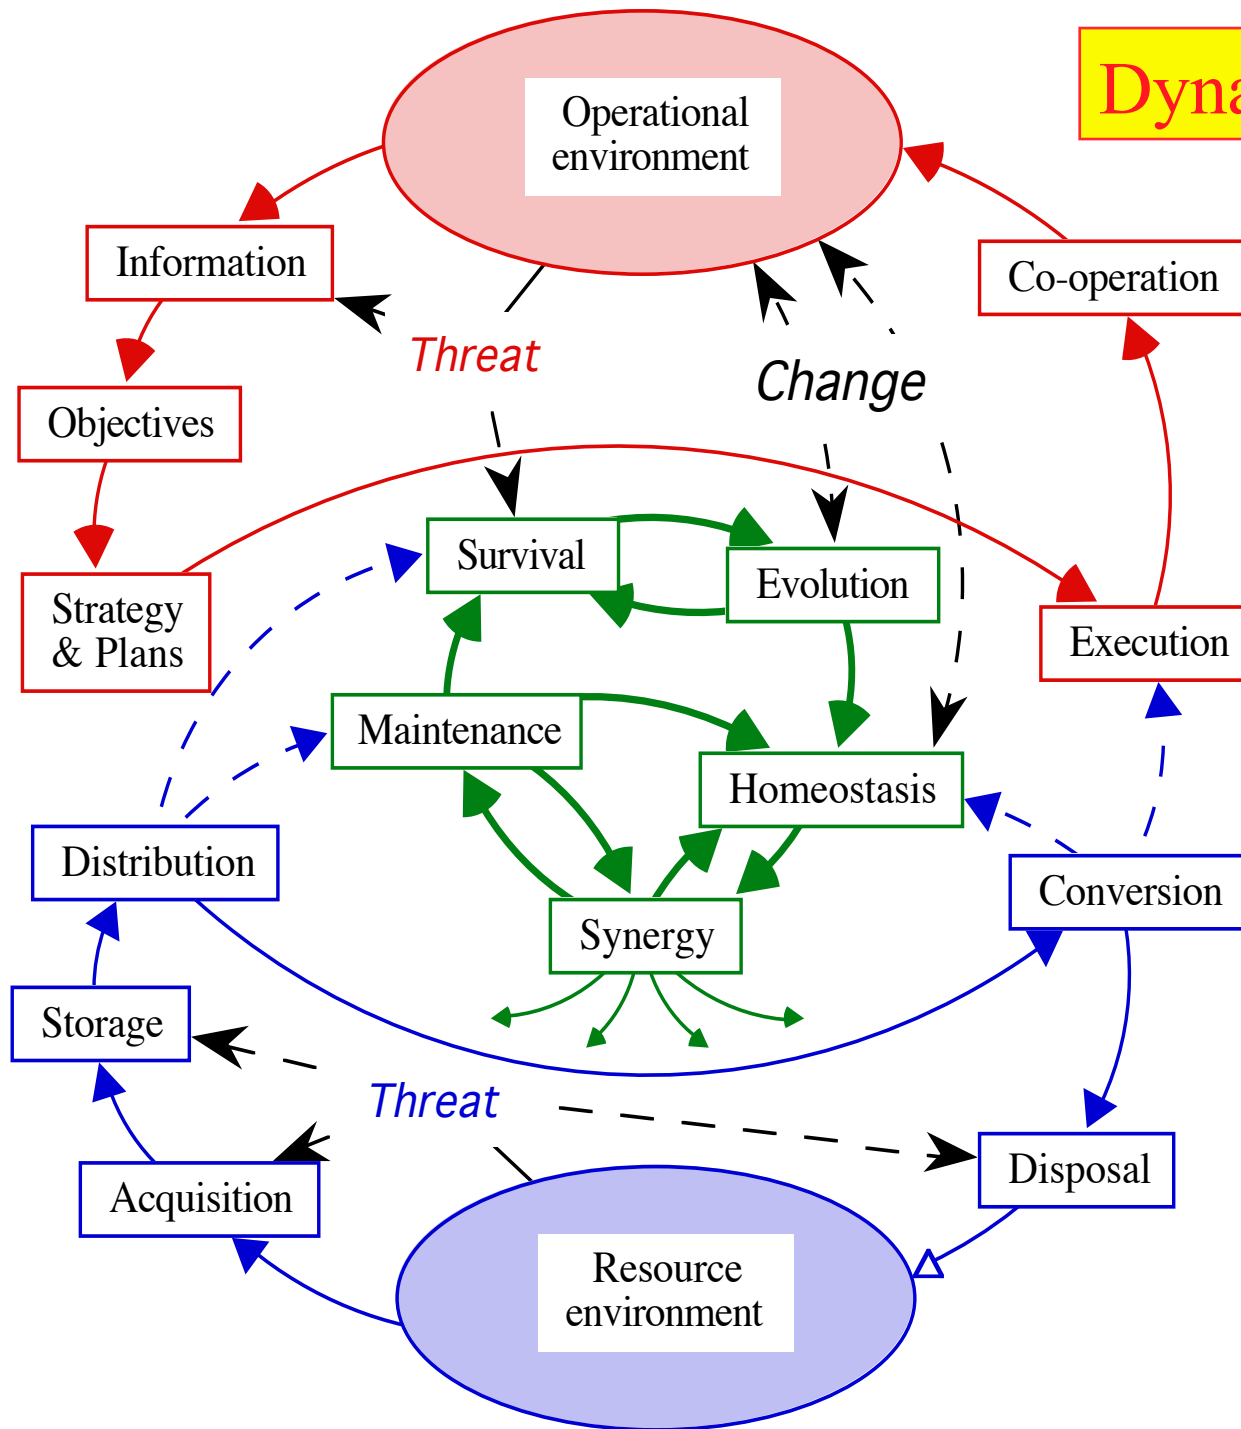 Operational
environment
Dyna
Information
Co-operation
Threat
Change
Objectives
Survival
Evolution
Strategy
& Plans
Execution
Maintenance
Homeostasis
Distribution
Conversion
Synergy
Storage
Threat
Disposal
Acquisition
Resource
environment